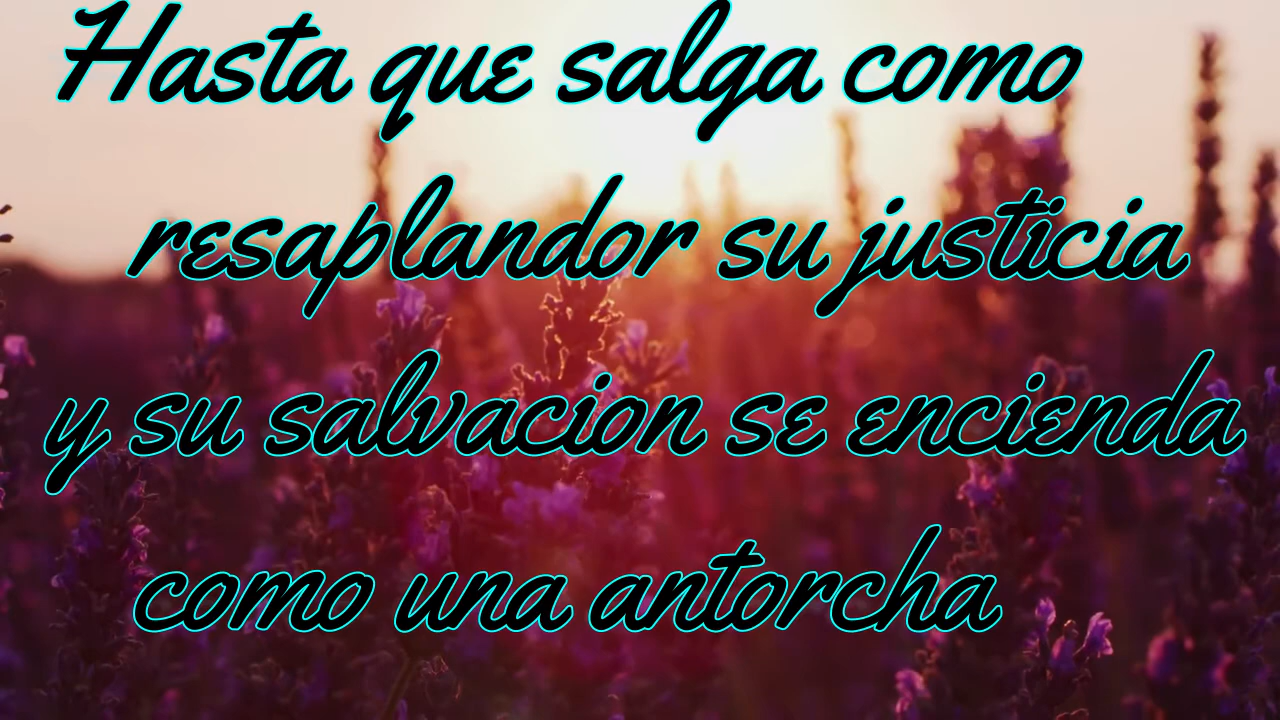 Hasta que salga como
resaplandor su justicia
y su salvacion se encienda
como una antorcha